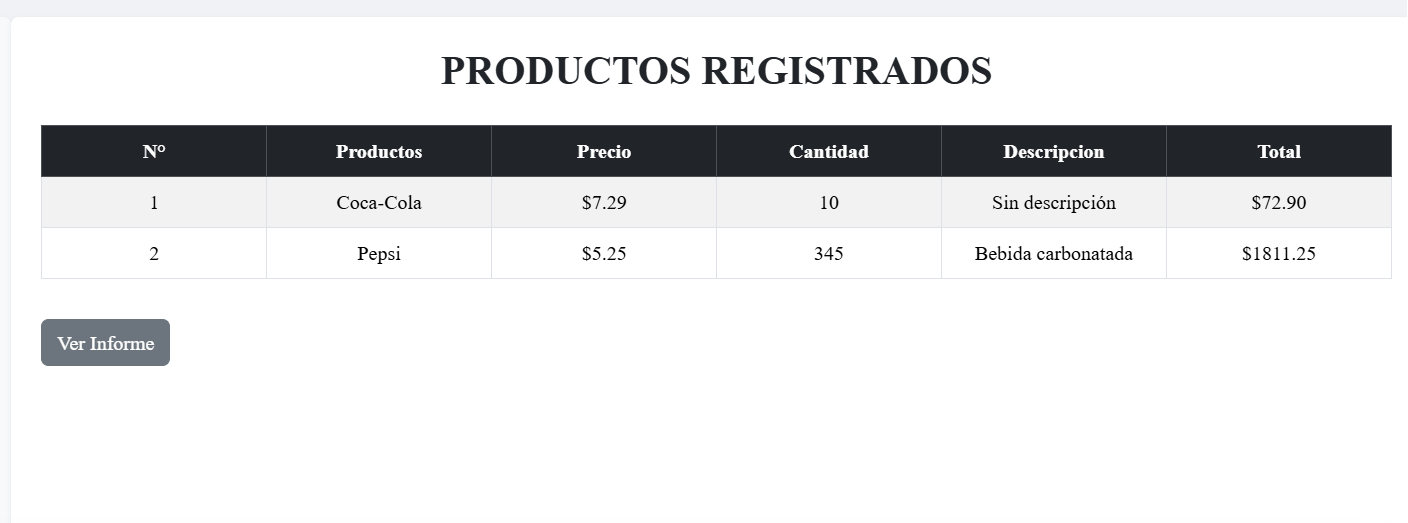 PRODUCTOS REGISTRADOS
N° Productos Precio Cantidad Descripcion Total
1 Coca-Cola $7.29 10 Sin descripción $72.90
2 Pepsi $5.25 345 Bebida carbonatada $1811.25
Ver Informe